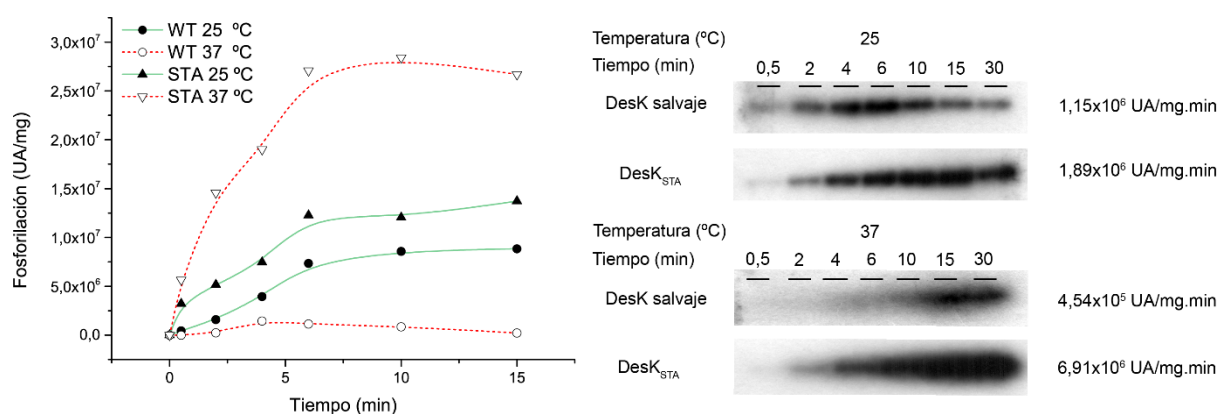 WT 25 ºC
WT 37 ºC
STA 25 ºC
STA 37 ºC
Fosforilación (UA/mg)
3,0x10⁷
2,5x10⁷
2,0x10⁷
1,5x10⁷
1,0x10⁷
5,0x10⁶
0,0
0 5 10 15
Tiempo (min)
Temperatura (ºC) 25
Tiempo (min) 0,5 2 4 6 10 15 30
DesK salvaje 1,15x10⁶ UA/mg.min
DesK_STA 1,89x10⁶ UA/mg.min
Temperatura (ºC) 37
Tiempo (min) 0,5 2 4 6 10 15 30
DesK salvaje 4,54x10⁵ UA/mg.min
DesK_STA 6,91x10⁶ UA/mg.min